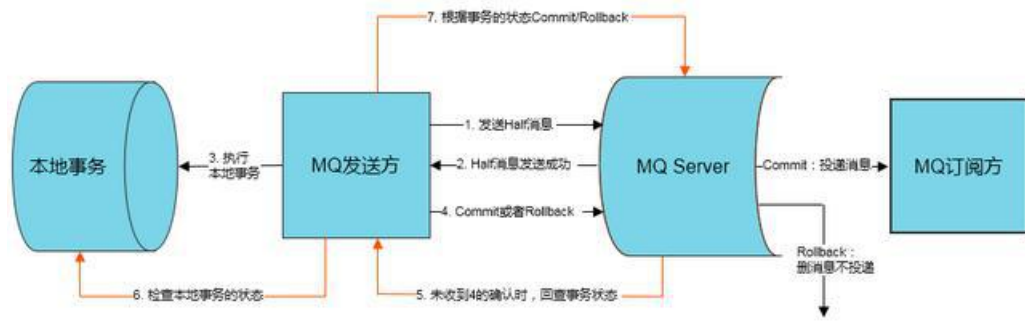 7. 根据事务的状态Commit/Rollback
1. 发送Half消息
本地事务
3. 执行
本地事务
MQ发送方
2. Half消息发送成功
MQ Server
Commit：投递消息
MQ订阅方
4. Commit或者Rollback
Rollback：
删消息不投递
6. 检查本地事务的状态
5. 未收到4的确认时，回查事务状态